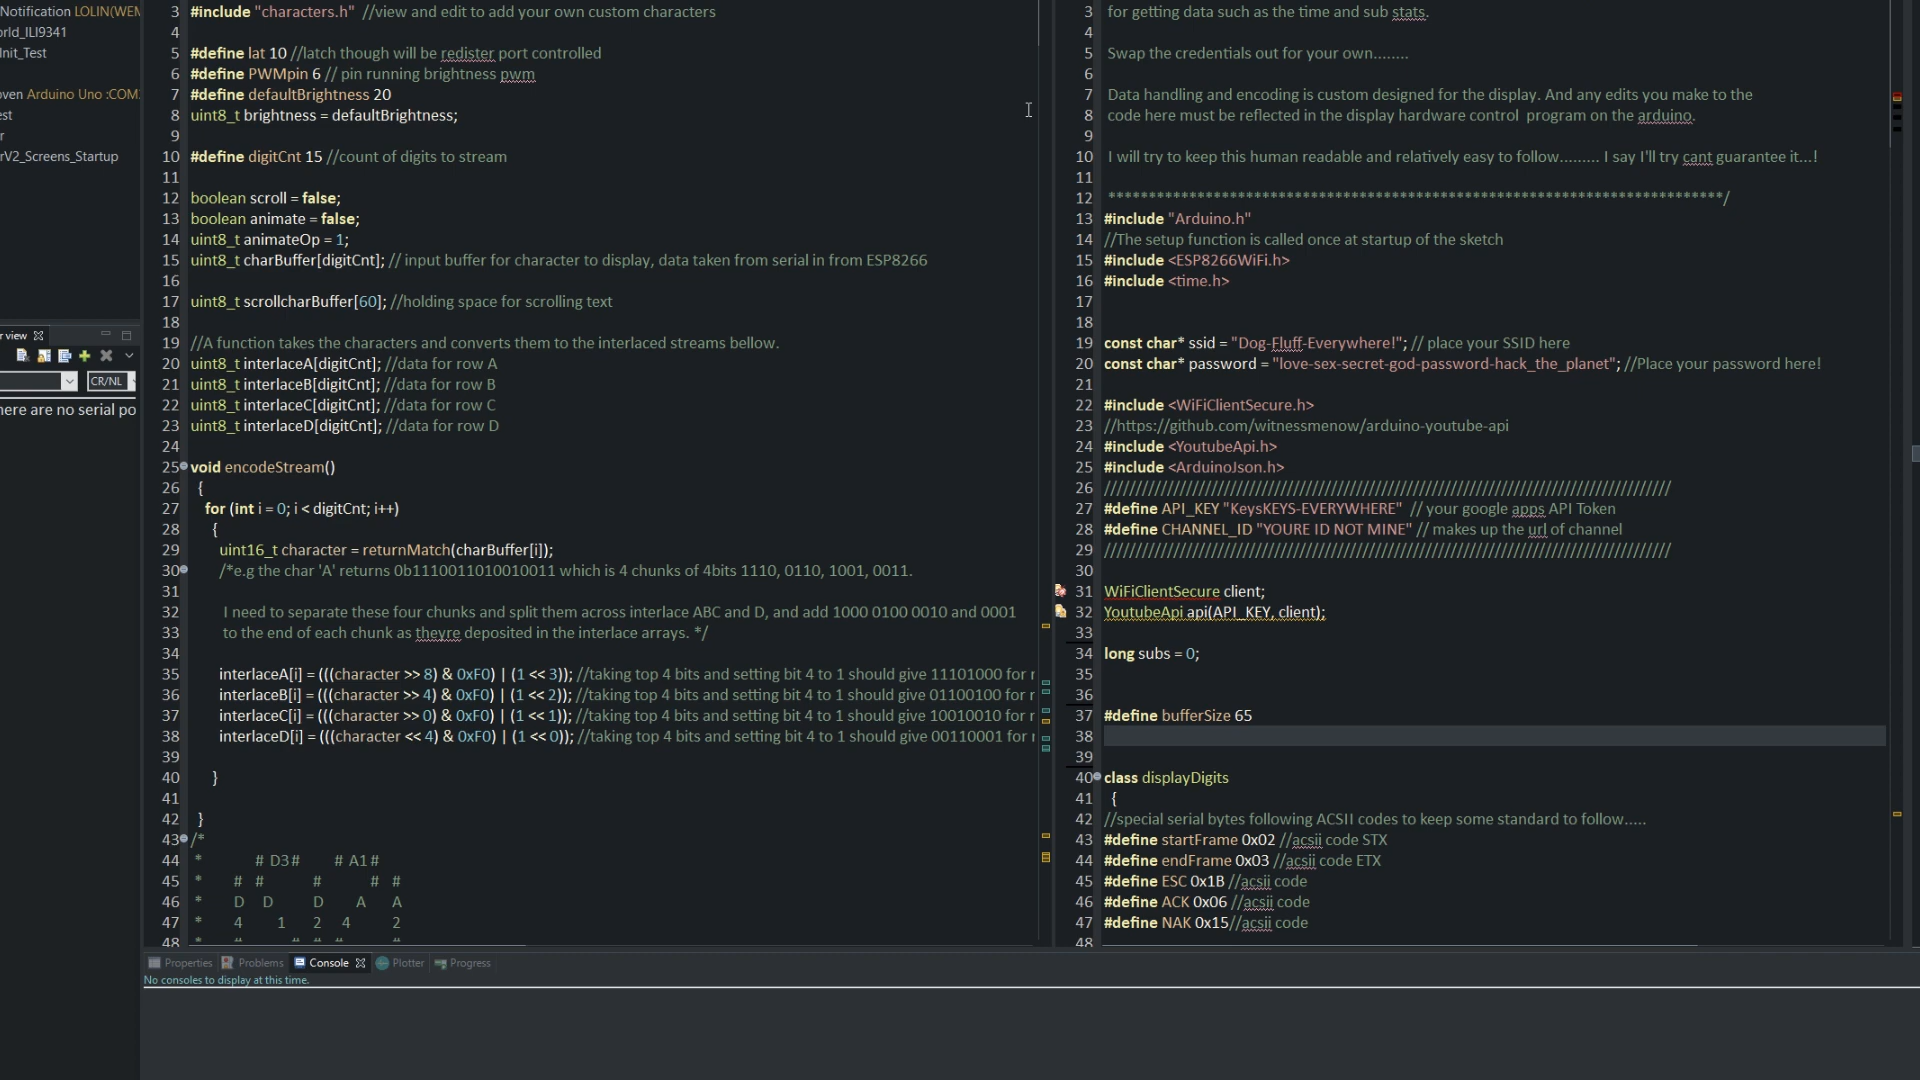 Notification LOLIN(WEM
orld_ILI9341
Init_Test
oven Arduino Uno :COM
est
r
rV2_Screens_Startup
r view
CR/NL
here are no serial po
3 #include "characters.h" //view and edit to add your own custom characters
4
5 #define lat 10 //latch though will be redister port controlled
6 #define PWMpin 6 // pin running brightness pwm
7 #define defaultBrightness 20
8 uint8_t brightness = defaultBrightness;
9
10 #define digitCnt 15 //count of digits to stream
11
12 boolean scroll = false;
13 boolean animate = false;
14 uint8_t animateOp = 1;
15 uint8_t charBuffer[digitCnt]; // input buffer for character to display, data taken from serial in from ESP8266
16
17 uint8_t scrollcharBuffer[60]; //holding space for scrolling text
18
19 //A function takes the characters and converts them to the interlaced streams bellow.
20 uint8_t interlaceA[digitCnt]; //data for row A
21 uint8_t interlaceB[digitCnt]; //data for row B
22 uint8_t interlaceC[digitCnt]; //data for row C
23 uint8_t interlaceD[digitCnt]; //data for row D
24
25 void encodeStream()
26 {
27 for (int i = 0; i < digitCnt; i++)
28 {
29 uint16_t character = returnMatch(charBuffer[i]);
30 /*e.g the char 'A' returns 0b1110011010010011 which is 4 chunks of 4bits 1110, 0110, 1001, 0011.
31
32 I need to separate these four chunks and split them across interlace ABC and D, and add 1000 0100 0010 and 0001
33 to the end of each chunk as theyre deposited in the interlace arrays. */
34
35 interlaceA[i] = (((character >> 8) & 0xF0) | (1 << 3)); //taking top 4 bits and setting bit 4 to 1 should give 11101000 for r
36 interlaceB[i] = (((character >> 4) & 0xF0) | (1 << 2)); //taking top 4 bits and setting bit 4 to 1 should give 01100100 for r
37 interlaceC[i] = (((character >> 0) & 0xF0) | (1 << 1)); //taking top 4 bits and setting bit 4 to 1 should give 10010010 for r
38 interlaceD[i] = (((character << 4) & 0xF0) | (1 << 0)); //taking top 4 bits and setting bit 4 to 1 should give 00110001 for r
39
40 }
41
42 }
43 /*
44 * # D3# # A1#
45 * # # # # #
46 * D D D A A
47 * 4 1 2 4 2
48 * # # # # #
3 for getting data such as the time and sub stats.
4
5 Swap the credentials out for your own........
6
7 Data handling and encoding is custom designed for the display. And any edits you make to the
8 code here must be reflected in the display hardware control program on the arduino.
9
10 I will try to keep this human readable and relatively easy to follow......... I say I'll try cant guarantee it...!
11
12 *******************************************************************************/
13 #include "Arduino.h"
14 //The setup function is called once at startup of the sketch
15 #include <ESP8266WiFi.h>
16 #include <time.h>
17
18
19 const char* ssid = "Dog-Fluff-Everywhere!"; // place your SSID here
20 const char* password = "love-sex-secret-god-password-hack_the_planet"; //Place your password here!
21
22 #include <WiFiClientSecure.h>
23 //https://github.com/witnessmenow/arduino-youtube-api
24 #include <YoutubeApi.h>
25 #include <ArduinoJson.h>
26 ////////////////////////////////////////////////////////////////////////////////
27 #define API_KEY "KeysKEYS-EVERYWHERE" // your google apps API Token
28 #define CHANNEL_ID "YOURE ID NOT MINE" // makes up the url of channel
29 ////////////////////////////////////////////////////////////////////////////////
30
31 WiFiClientSecure client;
32 YoutubeApi api(API_KEY, client);
33
34 long subs = 0;
35
36
37 #define bufferSize 65
38
39
40 class displayDigits
41 {
42 //special serial bytes following ACSII codes to keep some standard to follow.....
43 #define startFrame 0x02 //acsii code STX
44 #define endFrame 0x03 //acsii code ETX
45 #define ESC 0x1B //acsii code
46 #define ACK 0x06 //acsii code
47 #define NAK 0x15//acsii code
48
Properties Problems Console Plotter Progress
No consoles to display at this time.